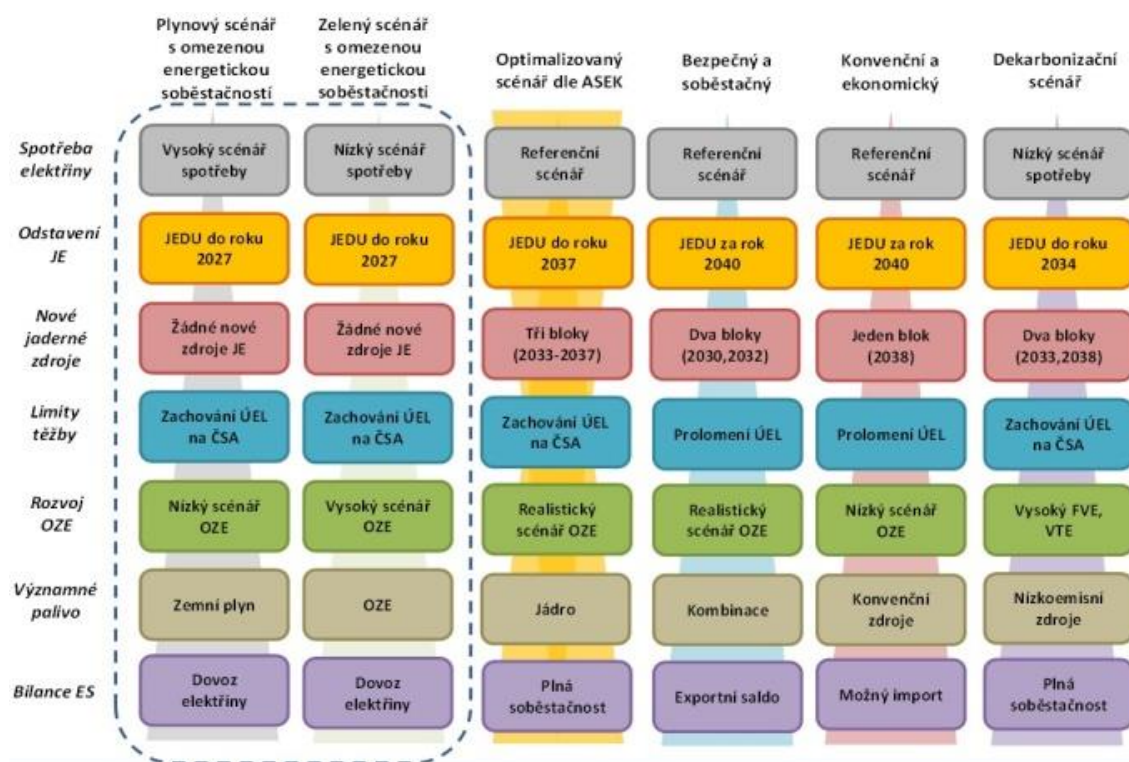 Plynový scénář
s omezenou
energetickou
soběstačností
Zelený scénář
s omezenou
energetickou
soběstačností
Optimalizovaný
scénář dle ASEK
Bezpečný a
soběstačný
Konvenční a
ekonomický
Dekarbonizační
scénář
Spotřeba
elektřiny
Vysoký scénář
spotřeby
Nízký scénář
spotřeby
Referenční
scénář
Referenční
scénář
Referenční
scénář
Nízký scénář
spotřeby
Odstavení
JE
JEDU do roku
2027
JEDU do roku
2027
JEDU do roku
2037
JEDU za rok
2040
JEDU za rok
2040
JEDU do roku
2034
Nové
jaderné
zdroje
Žádné nové
zdroje JE
Žádné nové
zdroje JE
Tři bloky
(2033-2037)
Dva bloky
(2030,2032)
Jeden blok
(2038)
Dva bloky
(2033,2038)
Limity
těžby
Zachování ÚEL
na ČSA
Zachování ÚEL
na ČSA
Zachování ÚEL
na ČSA
Prolomení ÚEL
Prolomení ÚEL
Zachování ÚEL
na ČSA
Rozvoj
OZE
Nízký scénář
OZE
Vysoký scénář
OZE
Realistický
scénář OZE
Realistický
scénář OZE
Nízký scénář
OZE
Vysoký FVE,
VTE
Významné
palivo
Zemní plyn
OZE
Jádro
Kombinace
Konvenční
zdroje
Nízkoemisní
zdroje
Bilance ES
Dovoz
elektřiny
Dovoz
elektřiny
Plná
soběstačnost
Exportní saldo
Možný import
Plná
soběstačnost